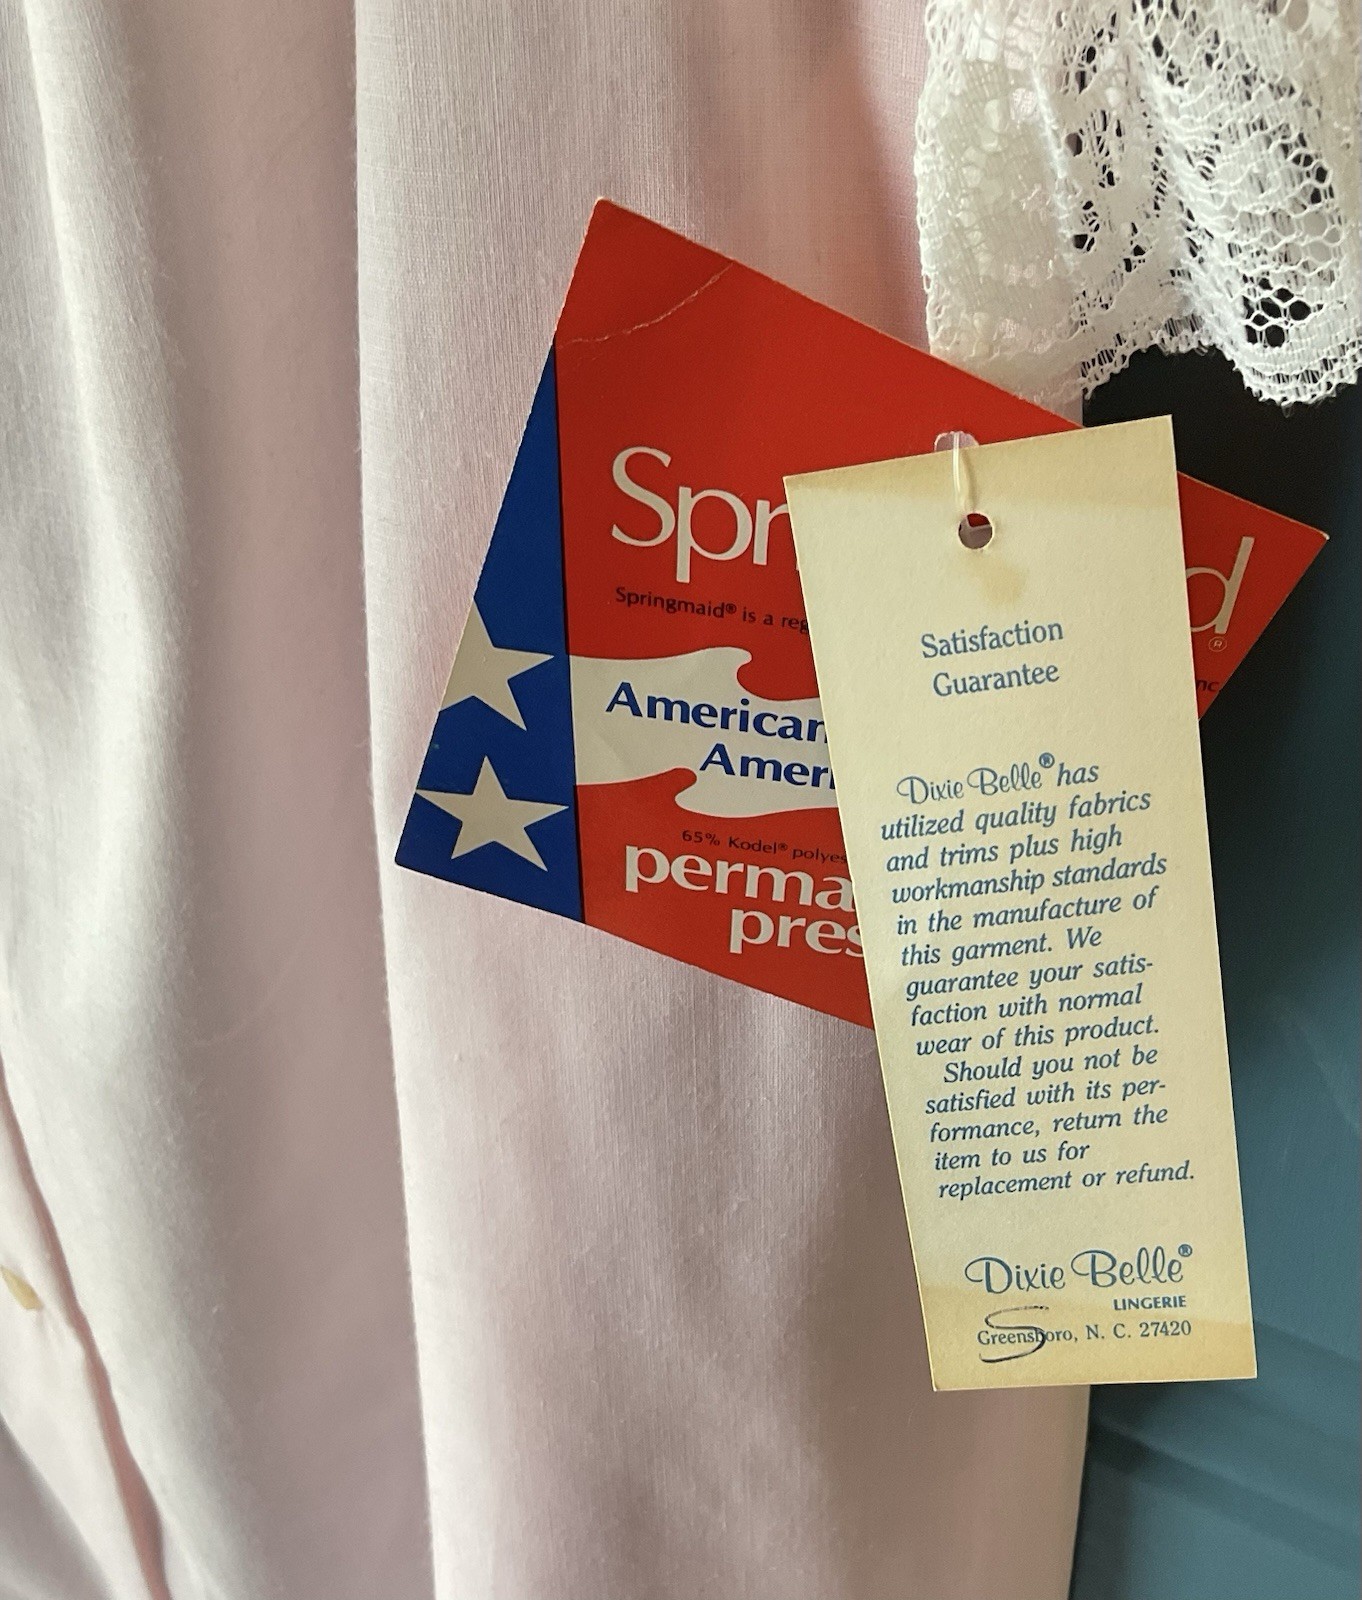 Spr
d
®
Springmaid® is a reg
nc
American
Ameri
65% Kodel® polyes
perma
pres
Satisfaction
Guarantee
Dixie Belle® has
utilized quality fabrics
and trims plus high
workmanship standards
in the manufacture of
this garment. We
guarantee your satis-
faction with normal
wear of this product.
Should you not be
satisfied with its per-
formance, return the
item to us for
replacement or refund.
Dixie Belle®
LINGERIE
Greensboro, N. C. 27420
S